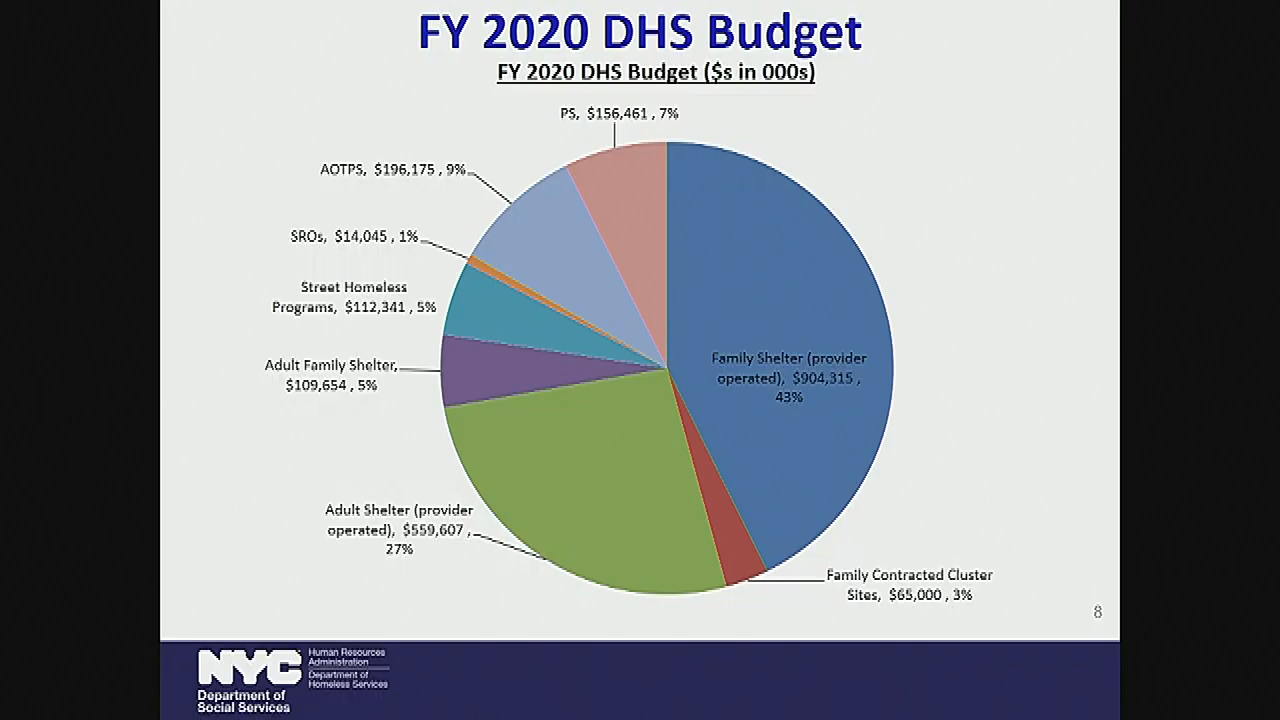 FY 2020 DHS Budget
FY 2020 DHS Budget ($s in 000s)
PS, $156,461 , 7%
AOTPS, $196,175 , 9%
SROs, $14,045 , 1%
Street Homeless
Programs, $112,341 , 5%
Adult Family Shelter,
$109,654 , 5%
Family Shelter (provider
operated), $904,315 ,
43%
Adult Shelter (provider
operated), $559,607 ,
27%
Family Contracted Cluster
Sites, $65,000 , 3%
8
NYC
Department of
Social Services
Human Resources
Administration
Department of
Homeless Services